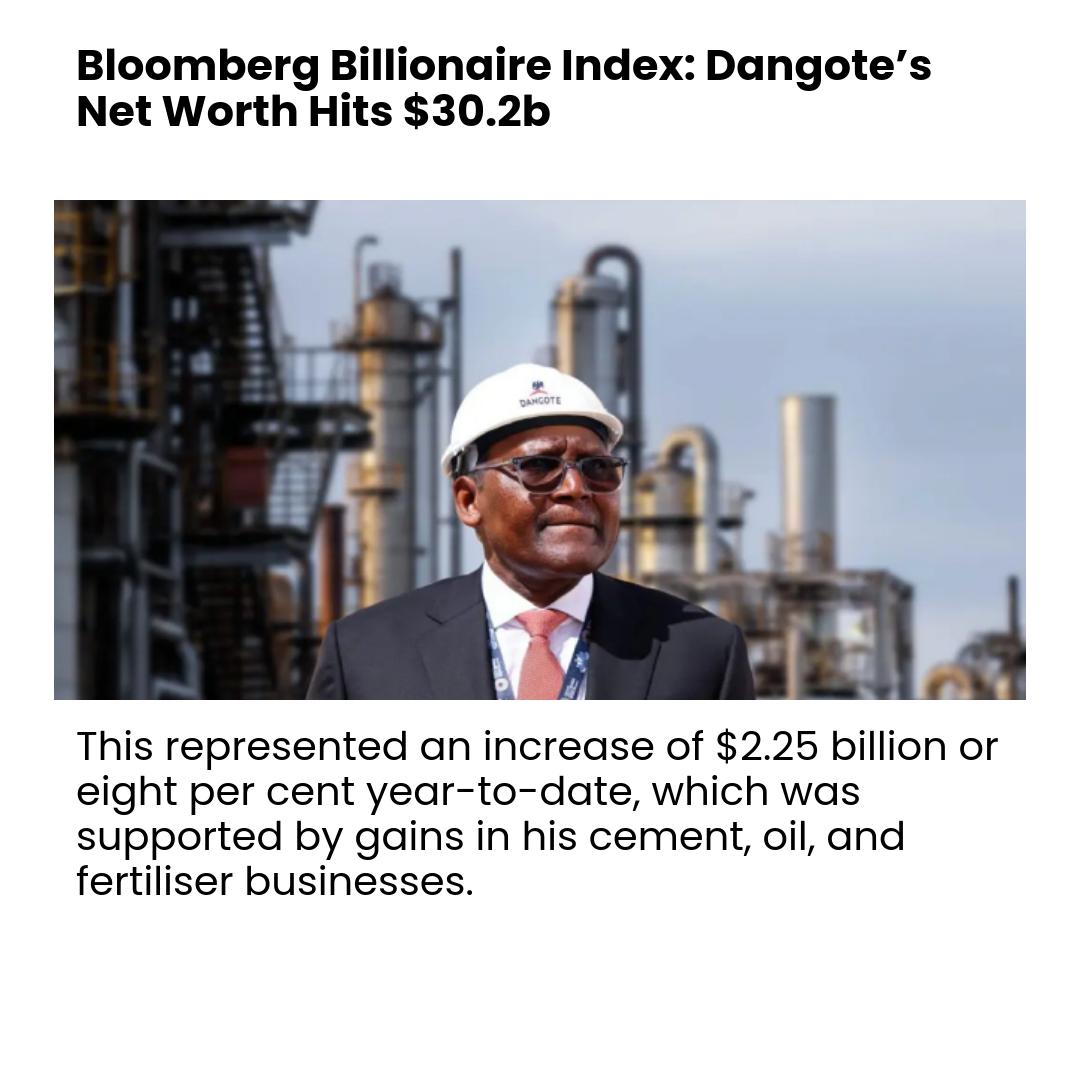 Bloomberg Billionaire Index: Dangote’s
Net Worth Hits $30.2b
DANGOTE
This represented an increase of $2.25 billion or
eight per cent year-to-date, which was
supported by gains in his cement, oil, and
fertiliser businesses.